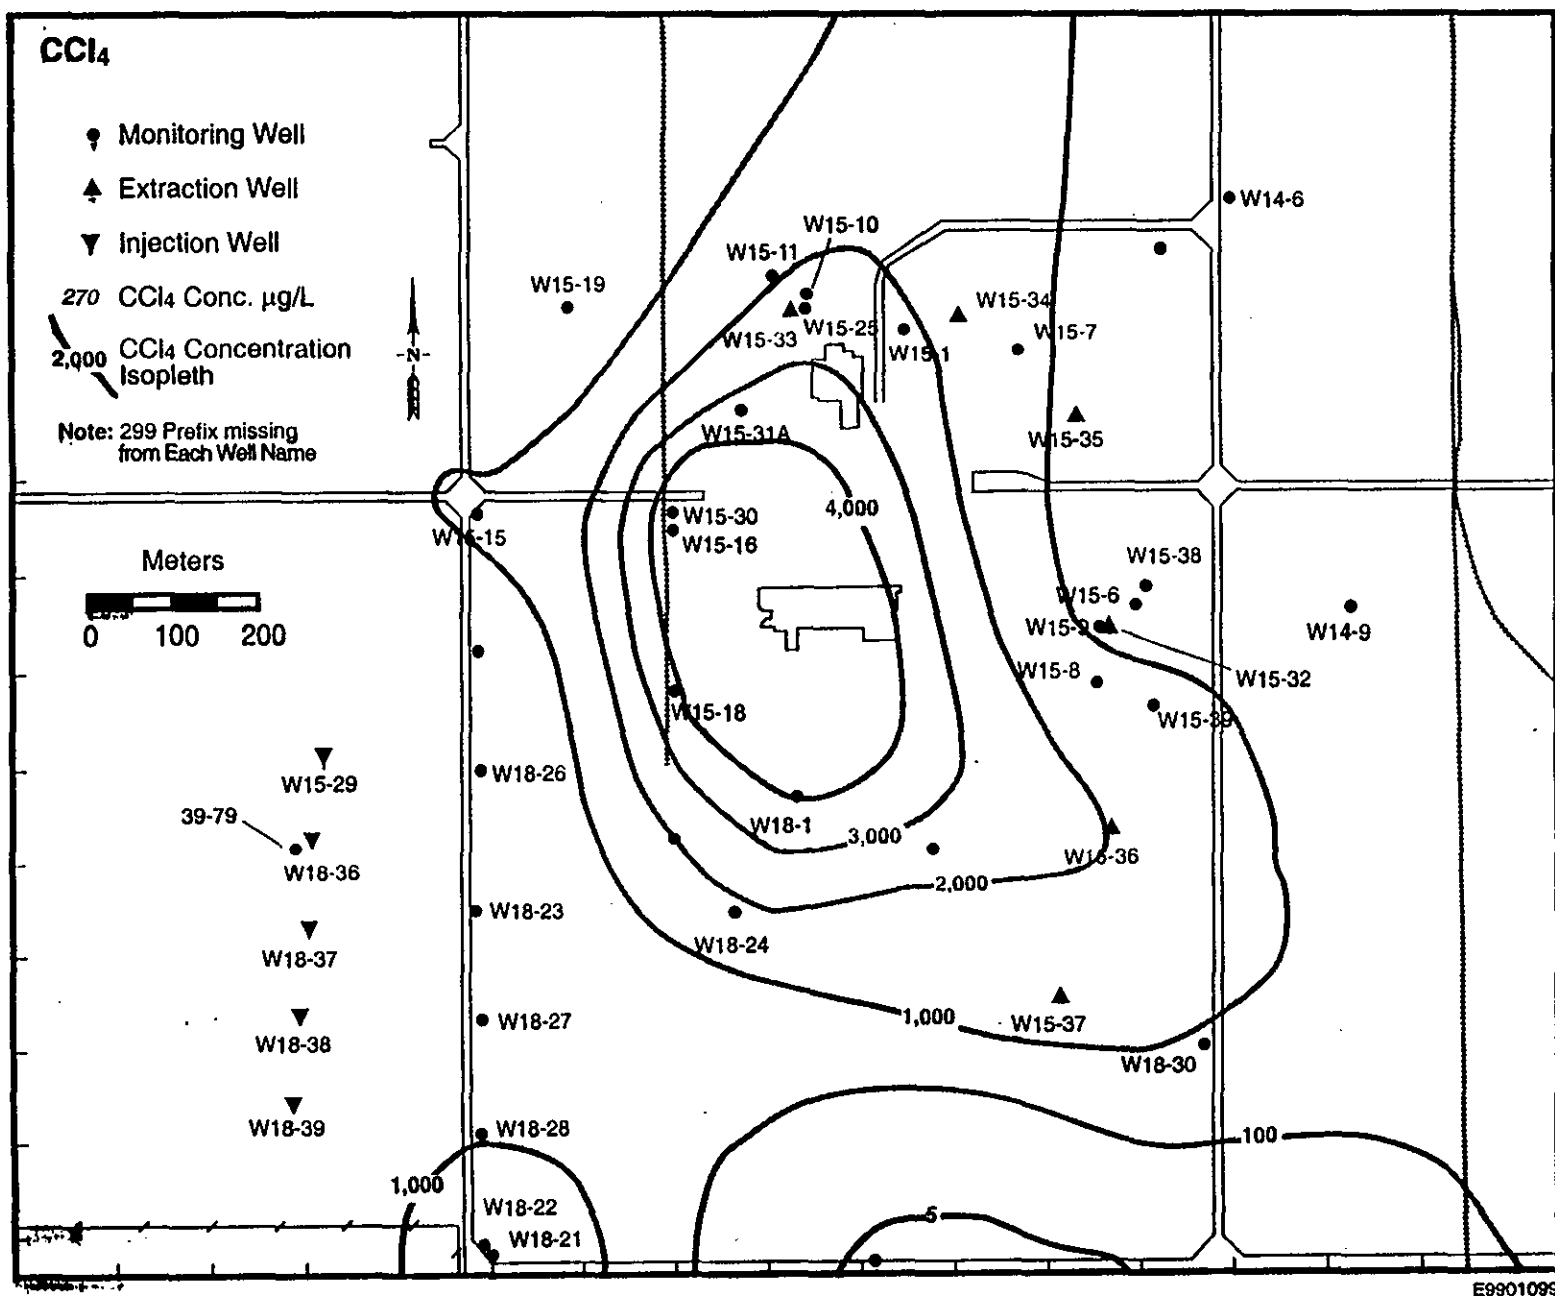 CCl₄
Monitoring Well
Extraction Well
Injection Well
270 CCl₄ Conc. µg/L
2,000 CCl₄ Concentration
Isopleth
Note: 299 Prefix missing
from Each Well Name
-N-
Meters
0 100 200
W14-6
W15-10
W15-11
W15-19
W15-34
W15-25
W15-33
W15-1
W15-7
W15-31A
W15-35
4,000
W15-30
W15-15
W15-16
W15-38
W15-6
W15-9
W14-9
W15-8
W15-32
W15-18
W15-39
W18-26
W15-29
39-79
W18-1
3,000
W15-36
W18-36
2,000
W18-23
W18-24
W18-37
1,000
W18-27
W15-37
W18-38
W18-30
W18-39
W18-28
100
1,000
W18-22
5
W18-21
E9901099